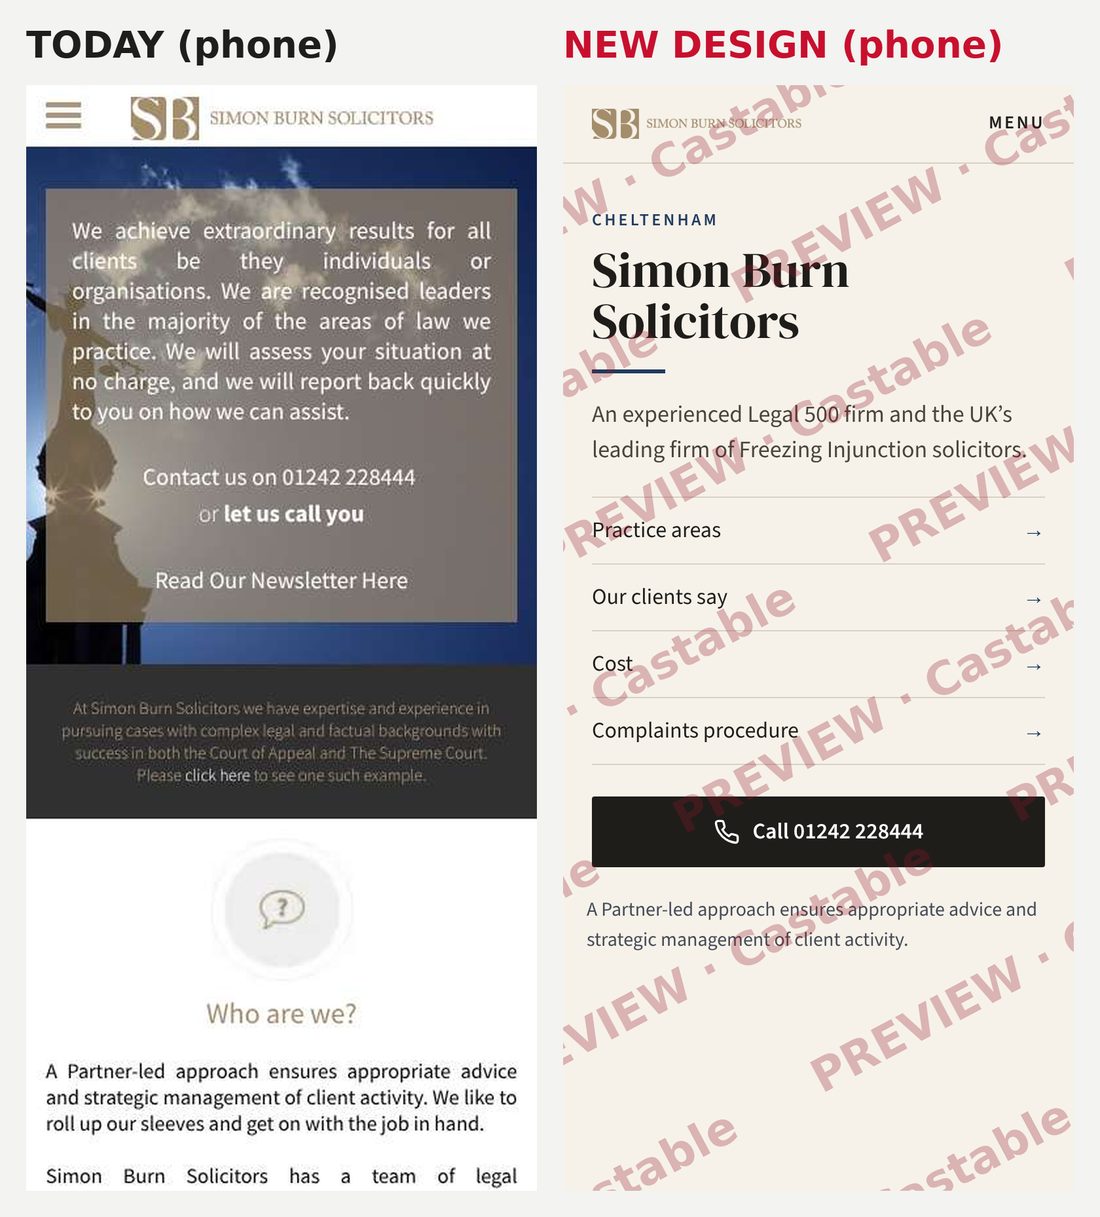 TODAY (phone)
SB SIMON BURN SOLICITORS
We achieve extraordinary results for all
clients be they individuals or
organisations. We are recognised leaders
in the majority of the areas of law we
practice. We will assess your situation at
no charge, and we will report back quickly
to you on how we can assist.
Contact us on 01242 228444
or let us call you
Read Our Newsletter Here
At Simon Burn Solicitors we have expertise and experience in
pursuing cases with complex legal and factual backgrounds with
success in both the Court of Appeal and The Supreme Court.
Please click here to see one such example.
?
Who are we?
A Partner-led approach ensures appropriate advice
and strategic management of client activity. We like to
roll up our sleeves and get on with the job in hand.
Simon Burn Solicitors has a team of legal
NEW DESIGN (phone)
SB SIMON BURN SOLICITORS
MENU
CHELTENHAM
Simon Burn
Solicitors
An experienced Legal 500 firm and the UK’s
leading firm of Freezing Injunction solicitors.
Practice areas →
Our clients say →
Cost →
Complaints procedure →
Call 01242 228444
A Partner-led approach ensures appropriate advice and
strategic management of client activity.
PREVIEW · Castable